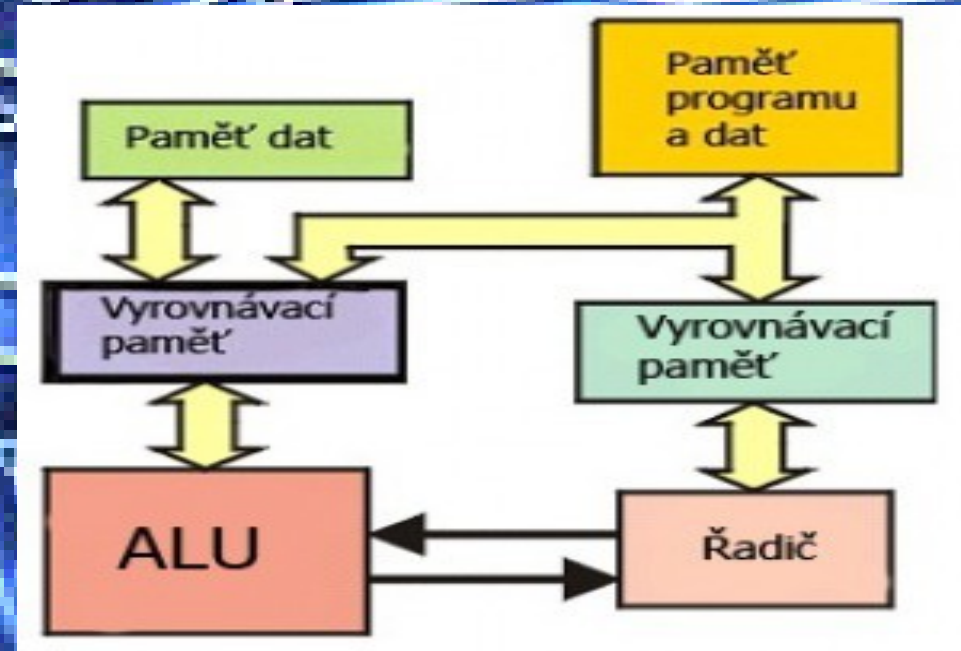 Paměť dat
Paměť
programu
a dat
Vyrovnávací
paměť
Vyrovnávací
paměť
ALU
Řadič